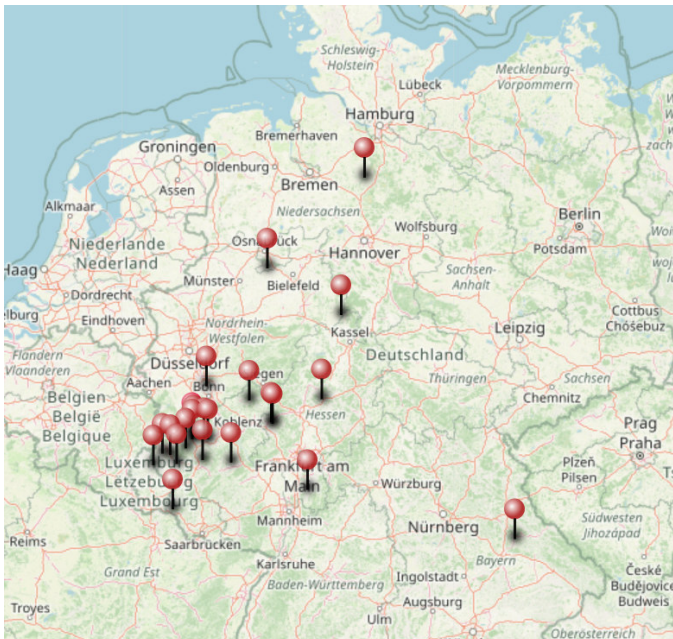 Schleswig-
Holstein
Mecklenburg-
Vorpommern
Lübeck
Hamburg
Bremerhaven
Groningen
Oldenburg
Bremen
Assen
Alkmaar
Niedersachsen
Berlin
Wolfsburg
Potsdam
Niederlande
Nederland
Hannover
Haag
Sachsen-
Anhalt
Münster
Bielefeld
Dordrecht
Eindhoven
Cottbus
Chóśebuz
Nordrhein-
Westfalen
Kassel
Leipzig
Flandern
Vlaanderen
Düsseldorf
Deutschland
Aachen
Bonn
Thüringen
Sachsen
Chemnitz
Belgien
België
Belgique
Koblenz
Hessen
Prag
Praha
Luxemburg
Lëtzebuerg
Luxembourg
Frankfurt am
Main
Würzburg
Plzeň
Pilsen
Mannheim
Nürnberg
Südwesten
Jihozápad
Reims
Saarbrücken
Karlsruhe
Bayern
Grand Est
Baden-Württemberg
Ingolstadt
České
Budějovice
Budweis
Troyes
Augsburg
Ulm
Oberösterreich